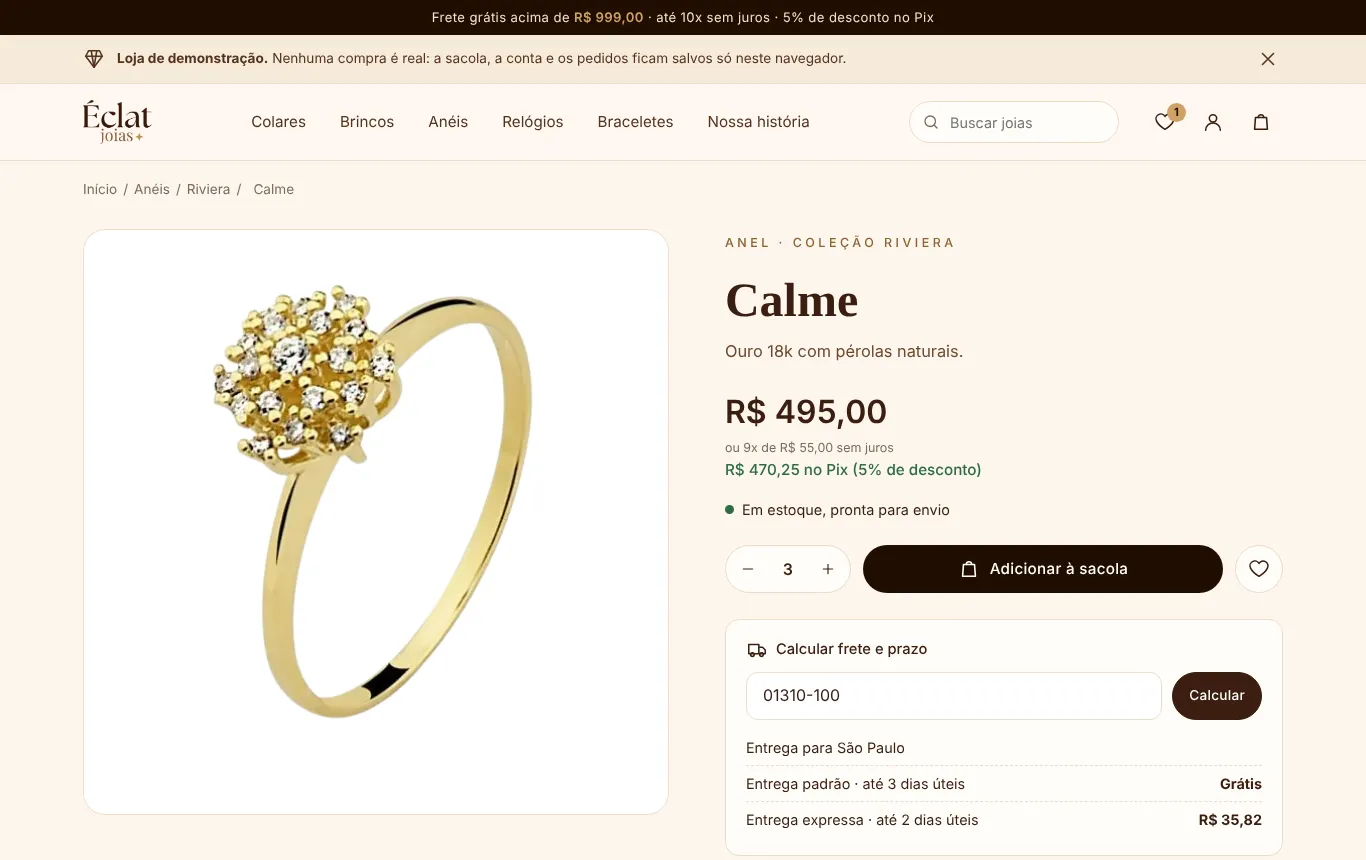 Frete grátis acima de R$ 999,00 · até 10x sem juros · 5% de desconto no Pix
Loja de demonstração. Nenhuma compra é real: a sacola, a conta e os pedidos ficam salvos só neste navegador.
Éclat
joias
Colares
Brincos
Anéis
Relógios
Braceletes
Nossa história
Buscar joias
1
Início / Anéis / Riviera / Calme
ANEL · COLEÇÃO RIVIERA
Calme
Ouro 18k com pérolas naturais.
R$ 495,00
ou 9x de R$ 55,00 sem juros
R$ 470,25 no Pix (5% de desconto)
Em estoque, pronta para envio
− 3 +
Adicionar à sacola
Calcular frete e prazo
01310-100
Calcular
Entrega para São Paulo
Entrega padrão · até 3 dias úteis Grátis
Entrega expressa · até 2 dias úteis R$ 35,82